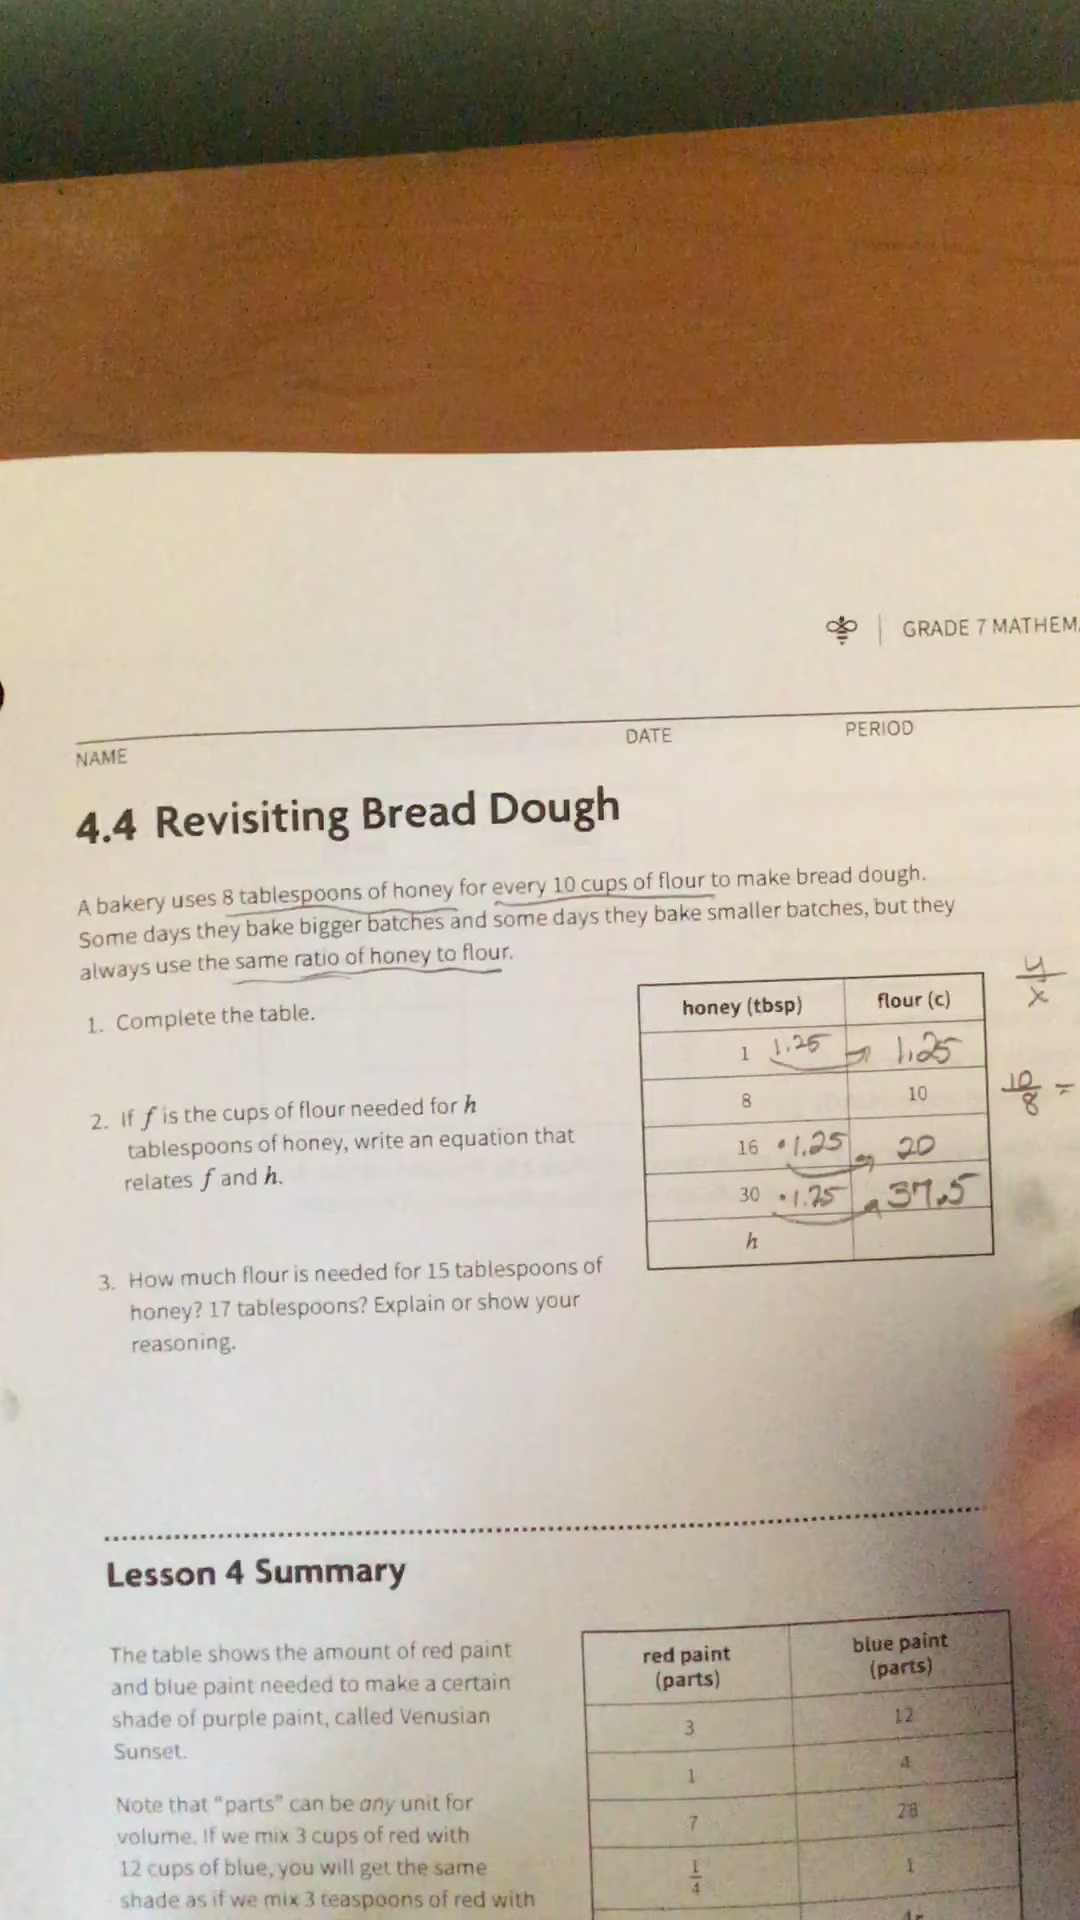 GRADE 7 MATHEM
NAME DATE PERIOD
4.4 Revisiting Bread Dough
A bakery uses 8 tablespoons of honey for every 10 cups of flour to make bread dough.
Some days they bake bigger batches and some days they bake smaller batches, but they
always use the same ratio of honey to flour.
1. Complete the table.
2. If f is the cups of flour needed for h
tablespoons of honey, write an equation that
relates f and h.
3. How much flour is needed for 15 tablespoons of
honey? 17 tablespoons? Explain or show your
reasoning.
honey (tbsp) flour (c)
1 1.25 1.25
8 10
16 •1.25 20
30 •1.25 37.5
h
y/x
10/8 =
Lesson 4 Summary
The table shows the amount of red paint
and blue paint needed to make a certain
shade of purple paint, called Venusian
Sunset.
Note that "parts" can be any unit for
volume. If we mix 3 cups of red with
12 cups of blue, you will get the same
shade as if we mix 3 teaspoons of red with
red paint blue paint
(parts) (parts)
3 12
1 4
7 28
1/4 1